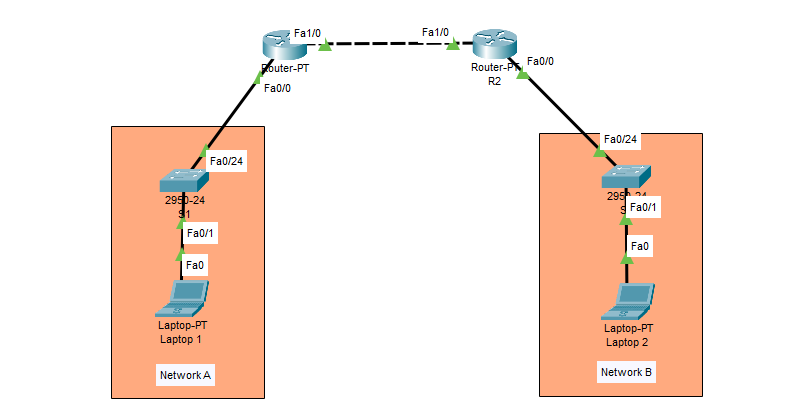 Fa1/0
Fa1/0
Router-PT
Fa0/0
Router-PT
R2
Fa0/0
Fa0/24
2950-24
S1
Fa0/1
Fa0
Laptop-PT
Laptop 1
Network A
Fa0/24
2950-24
Fa0/1
Fa0
Laptop-PT
Laptop 2
Network B